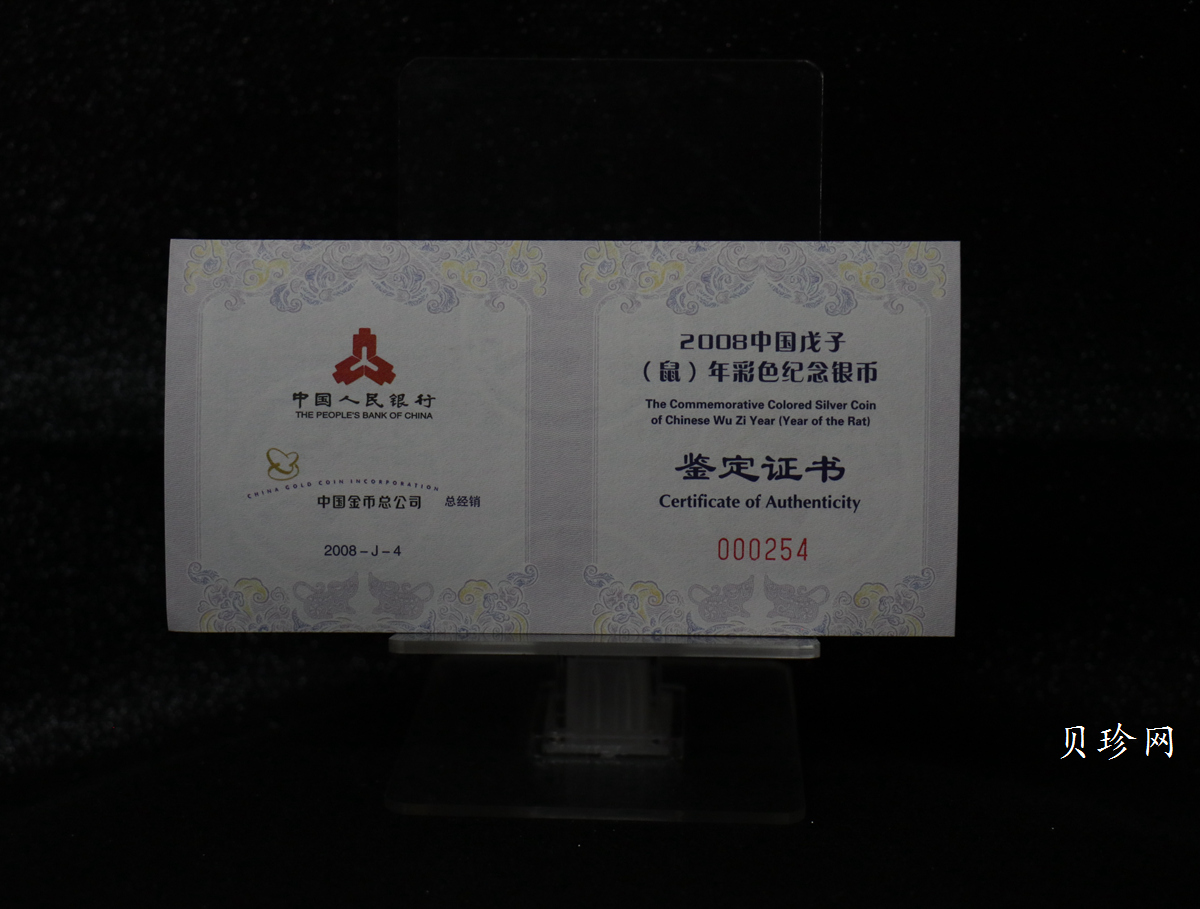 中国人民银行
THE PEOPLE'S BANK OF CHINA
CHINA GOLD COIN INCORPORATION
中国金币总公司 总经销
2008－J－4
2008中国戊子
（鼠）年彩色纪念银币
The Commemorative Colored Silver Coin
of Chinese Wu Zi Year (Year of the Rat)
鉴定证书
Certificate of Authenticity
000254
贝珍网